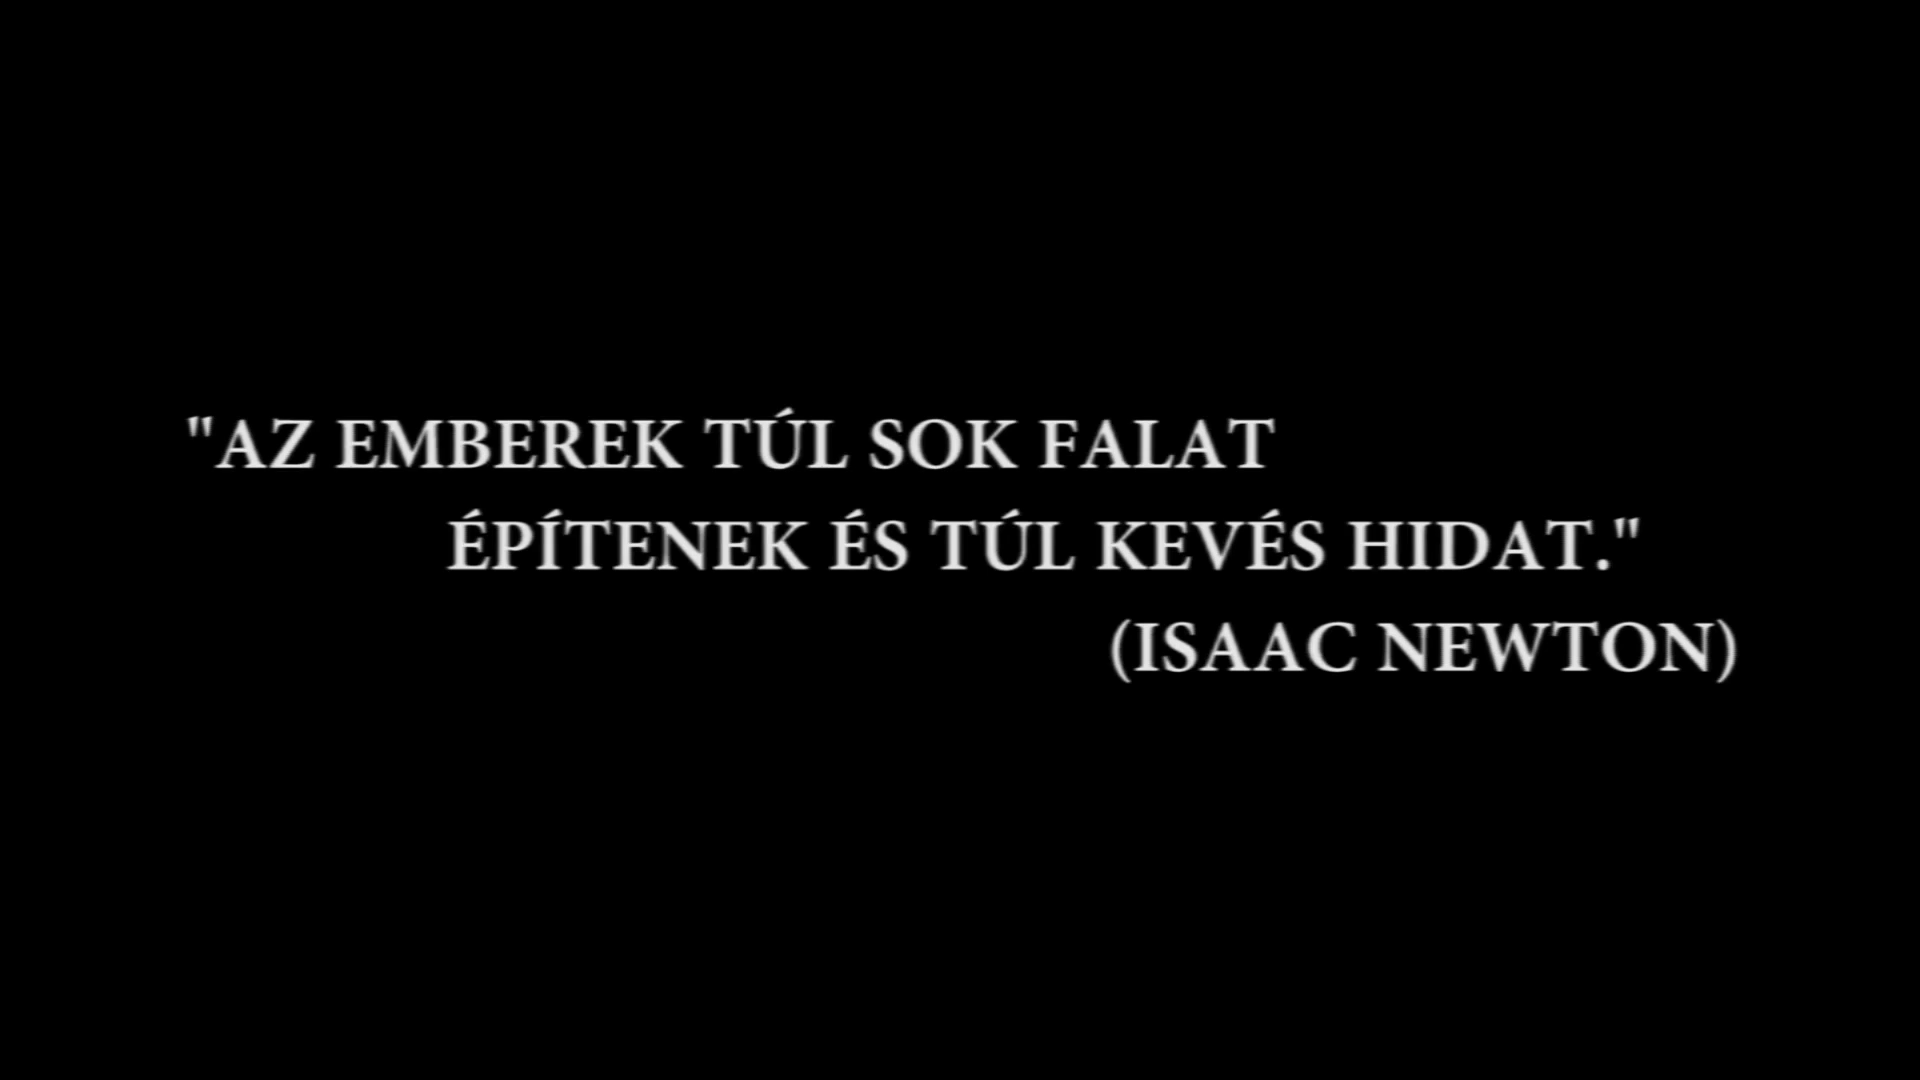 "AZ EMBEREK TÚL SOK FALAT
ÉPÍTENEK ÉS TÚL KEVÉS HIDAT."
(ISAAC NEWTON)